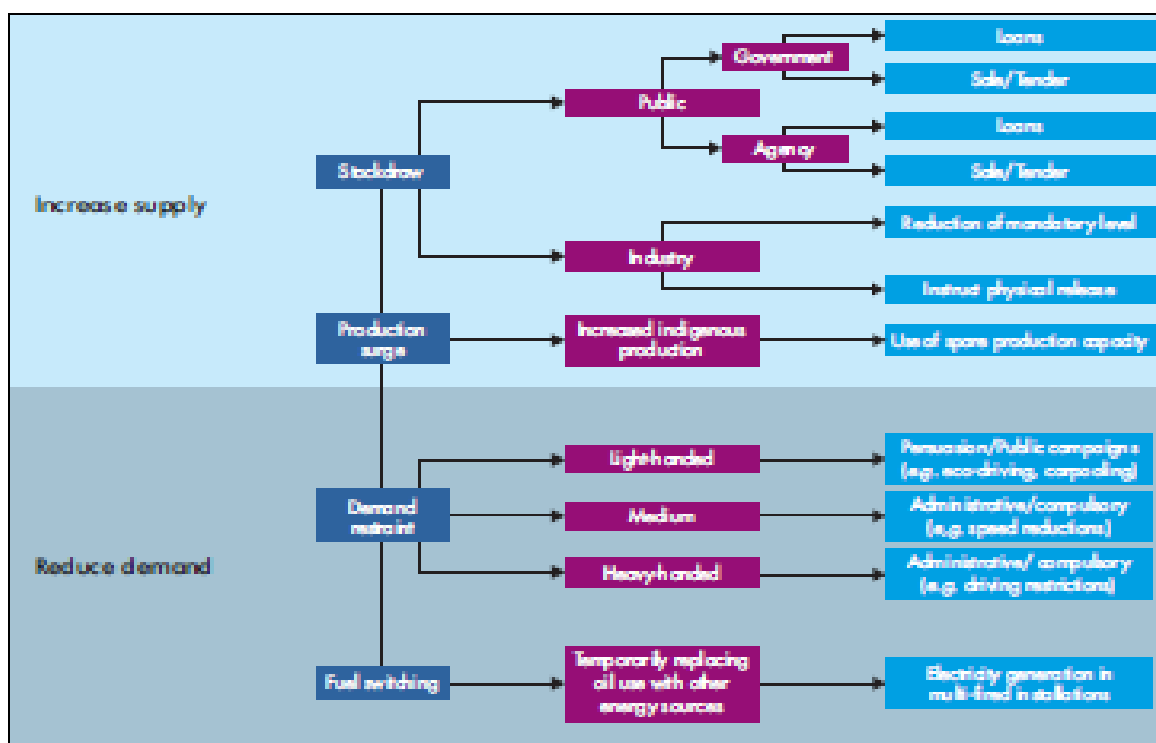 Increase supply
Stockdraw
Public
Government
Loans
Sale/Tender
Agency
Loans
Sale/Tender
Industry
Reduction of mandatory level
Instruct physical release
Production
surge
Increased indigenous
production
Use of spare production capacity
Reduce demand
Demand
restraint
Light-handed
Persuasion/Public campaigns
(e.g. eco-driving, carpooling)
Medium
Administrative/compulsory
(e.g. speed reductions)
Heavy-handed
Administrative/ compulsory
(e.g. driving restrictions)
Fuel switching
Temporarily replacing
oil use with other
energy sources
Electricity generation in
multi-fired installations